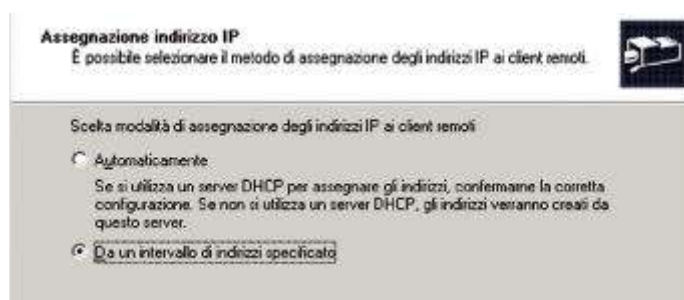 Assegnazione indirizzo IP
È possibile selezionare il metodo di assegnazione degli indirizzi IP ai client remoti.
Scelta modalità di assegnazione degli indirizzi IP ai client remoti
Automaticamente
Se si utilizza un server DHCP per assegnare gli indirizzi, confermarne la corretta
configurazione. Se non si utilizza un server DHCP, gli indirizzi verranno creati da
questo server.
Da un intervallo di indirizzi specificato